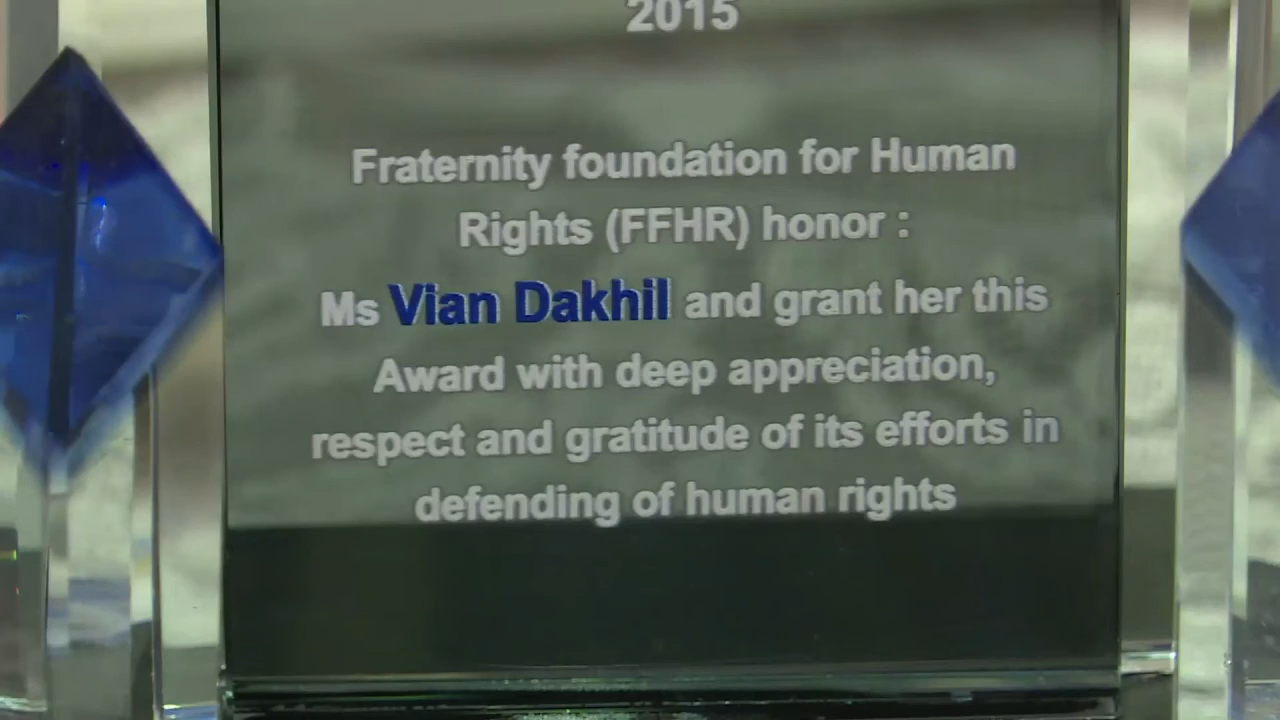 2015
Fraternity foundation for Human
Rights (FFHR) honor :
Ms Vian Dakhil and grant her this
Award with deep appreciation,
respect and gratitude of its efforts in
defending of human rights